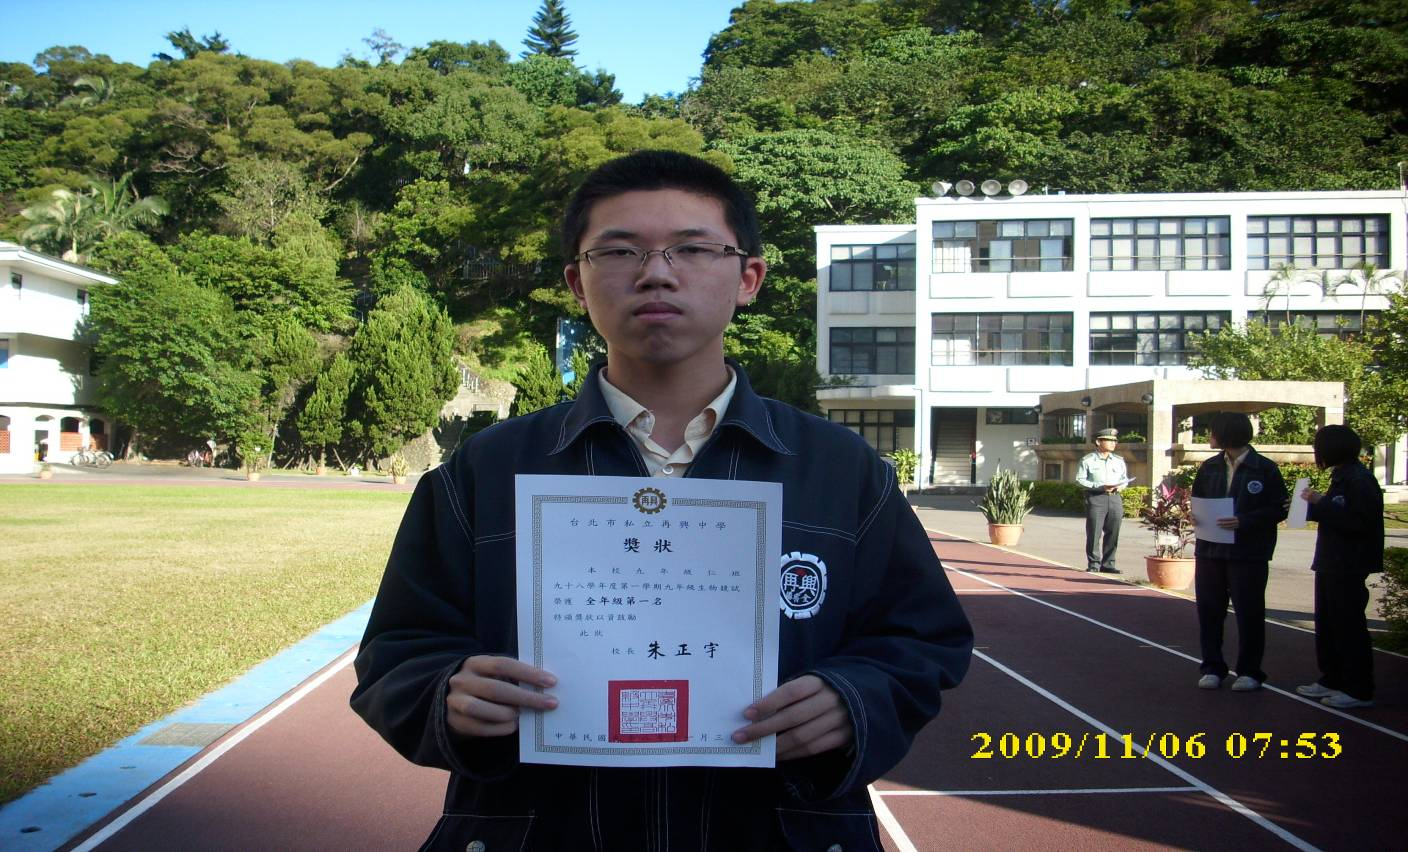 再興
台北市私立再興中學
獎狀
本校九年級仁班
九十八學年度第一學期九年級生物競試
榮獲 全年級第一名
特頒獎狀以資鼓勵
此狀
校長 朱正宇
中華民國
月三
再興
2009/11/06 07:53